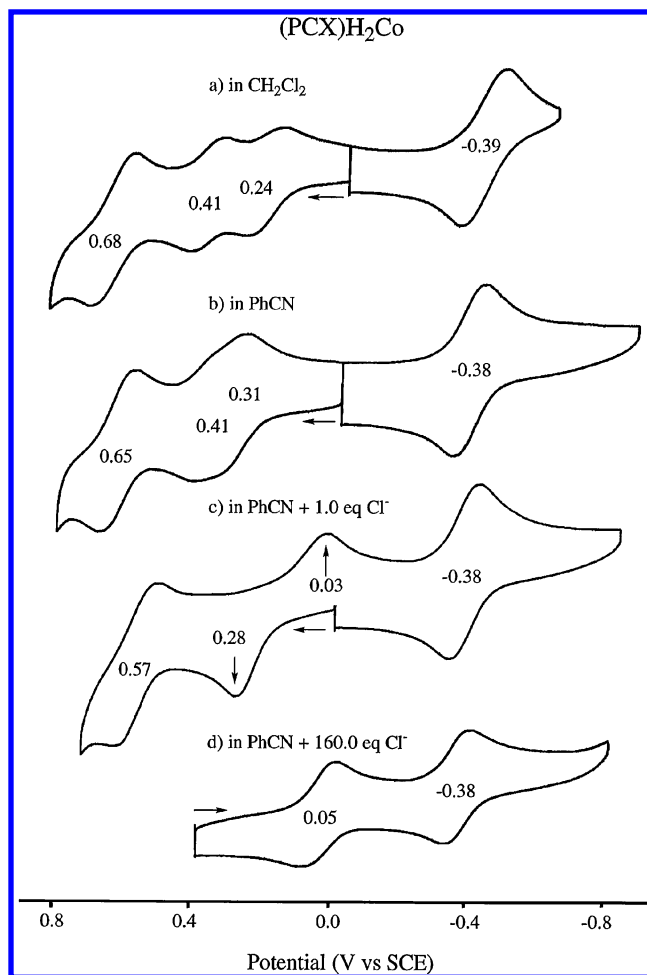 (PCX)H₂Co
a) in CH₂Cl₂
-0.39
0.24
0.41
0.68
b) in PhCN
-0.38
0.31
0.41
0.65
c) in PhCN + 1.0 eq Cl⁻
0.03
-0.38
0.28
0.57
d) in PhCN + 160.0 eq Cl⁻
-0.38
0.05
0.8 0.4 0.0 -0.4 -0.8
Potential (V vs SCE)